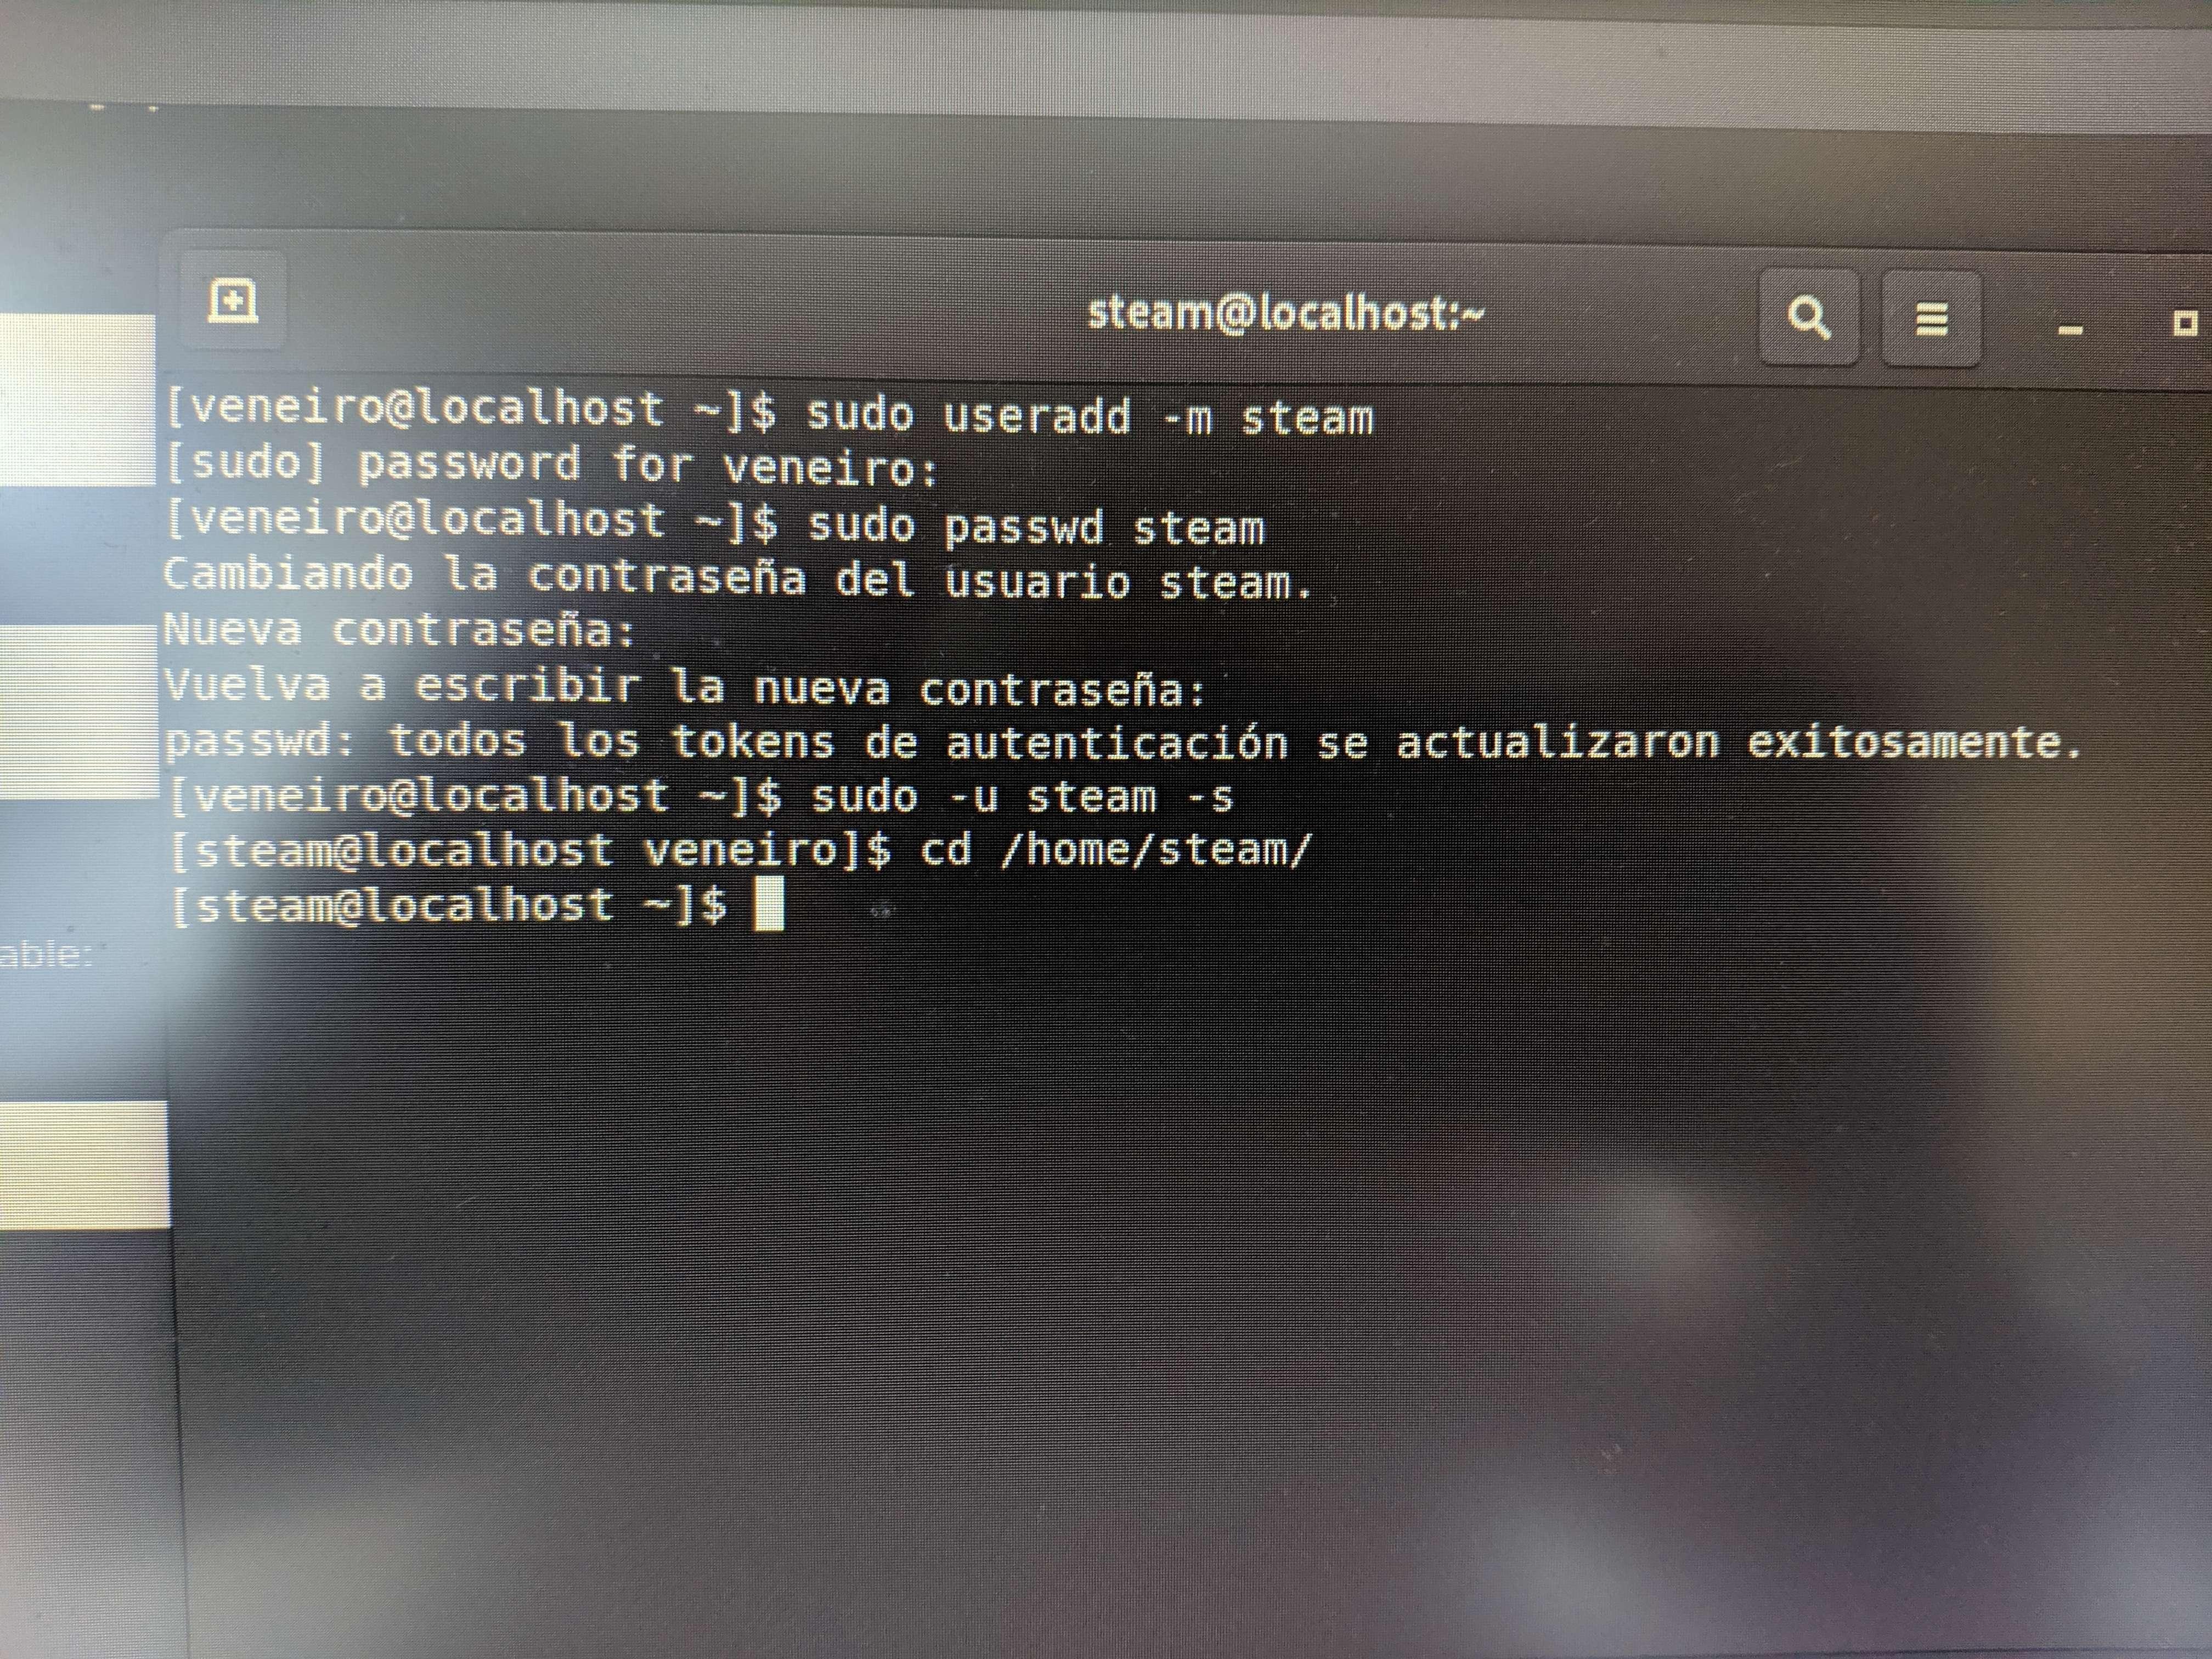 steam@localhost:~
[veneiro@localhost ~]$ sudo useradd -m steam
[sudo] password for veneiro:
[veneiro@localhost ~]$ sudo passwd steam
Cambiando la contraseña del usuario steam.
Nueva contraseña:
Vuelva a escribir la nueva contraseña:
passwd: todos los tokens de autenticación se actualizaron exitosamente.
[veneiro@localhost ~]$ sudo -u steam -s
[steam@localhost veneiro]$ cd /home/steam/
[steam@localhost ~]$
able: